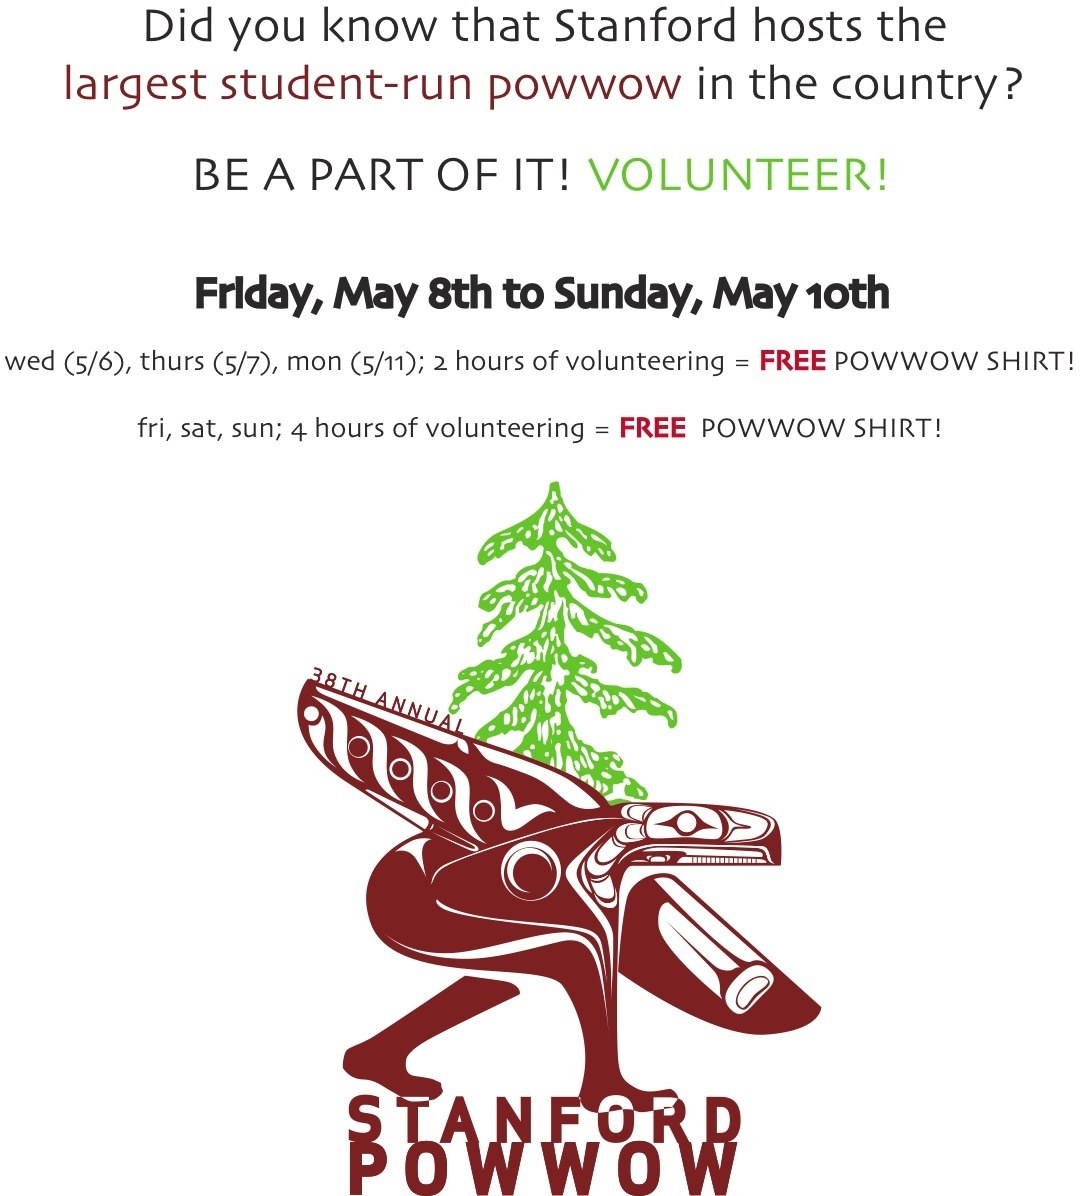 Did you know that Stanford hosts the
largest student-run powwow in the country?
BE A PART OF IT! VOLUNTEER!
Friday, May 8th to Sunday, May 10th
wed (5/6), thurs (5/7), mon (5/11); 2 hours of volunteering = FREE POWWOW SHIRT!
fri, sat, sun; 4 hours of volunteering = FREE POWWOW SHIRT!
38TH ANNUAL
STANFORD
POWWOW